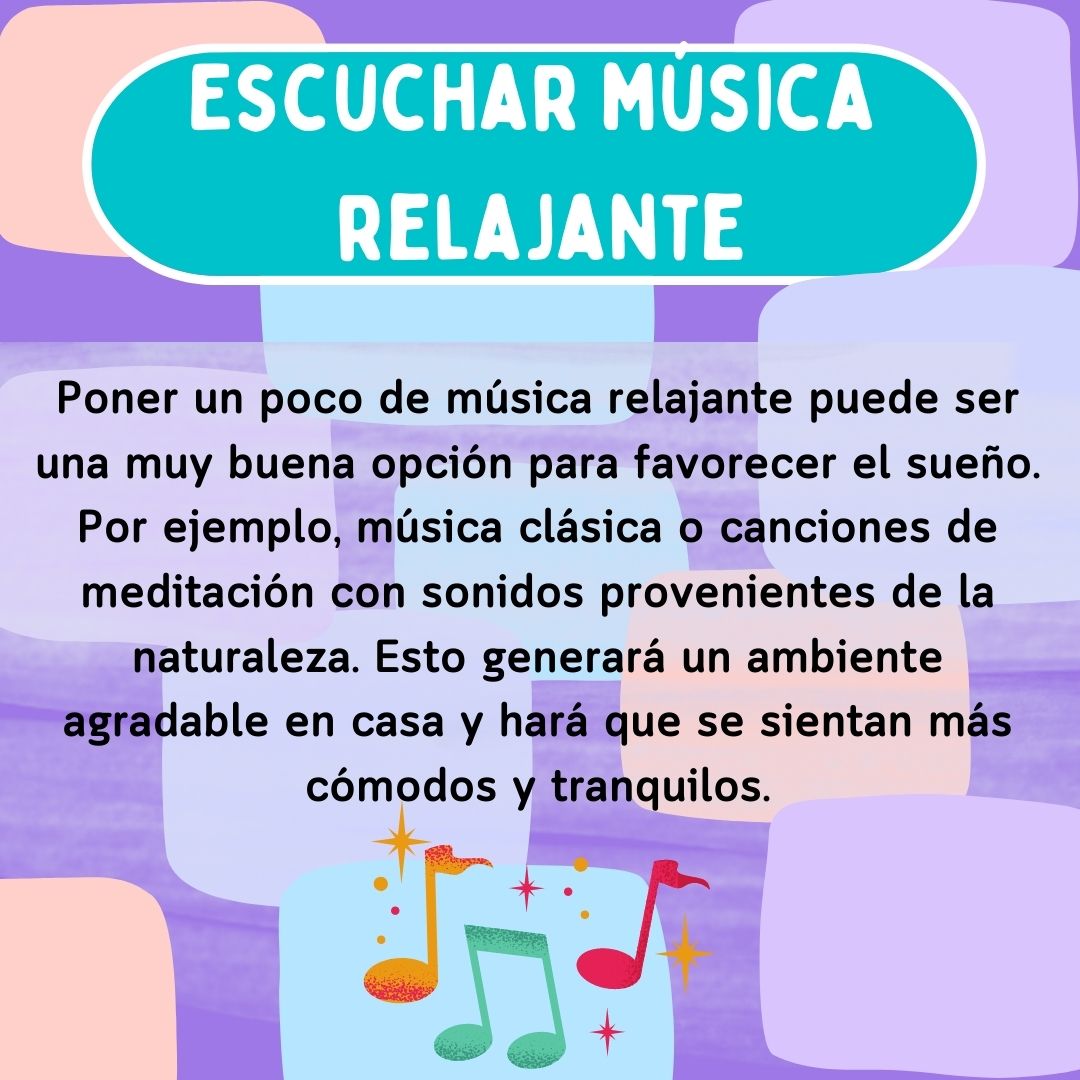 ESCUCHAR MÚSICA
RELAJANTE
Poner un poco de música relajante puede ser
una muy buena opción para favorecer el sueño.
Por ejemplo, música clásica o canciones de
meditación con sonidos provenientes de la
naturaleza. Esto generará un ambiente
agradable en casa y hará que se sientan más
cómodos y tranquilos.